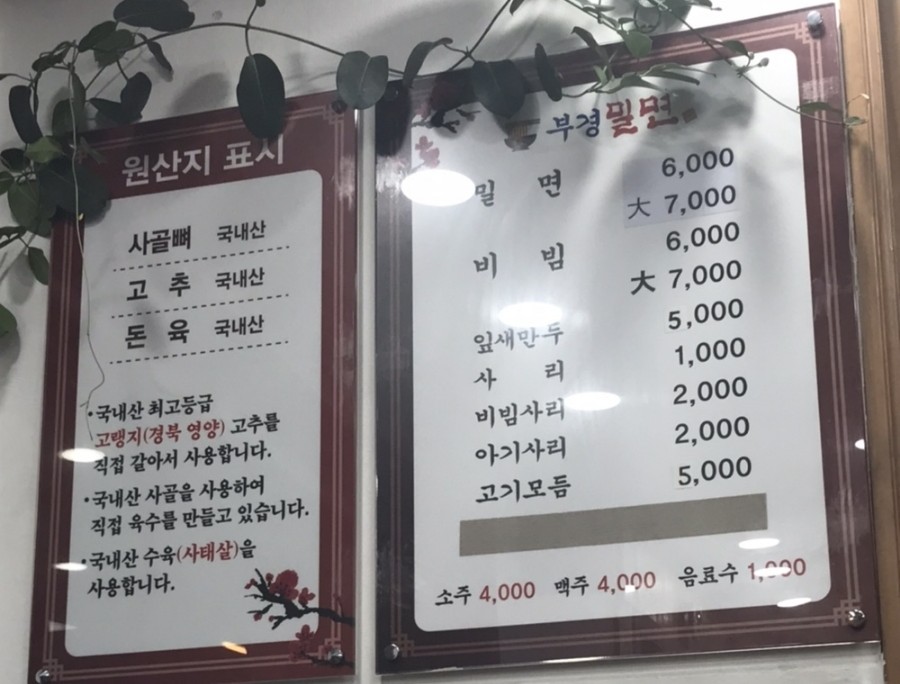 원산지 표시
사골뼈 국내산
고 추 국내산
돈 육 국내산
•국내산 최고등급
고랭지(경북 영양) 고추를
직접 갈아서 사용합니다.
•국내산 사골을 사용하여
직접 육수를 만들고 있습니다.
•국내산 수육(사태살)을
사용합니다.
부경밀면
밀 면 6,000
大 7,000
비 빔 6,000
大 7,000
잎새만두 5,000
사 리 1,000
비빔사리 2,000
아기사리 2,000
고기모듬 5,000
소주 4,000 맥주 4,000 음료수 1,000